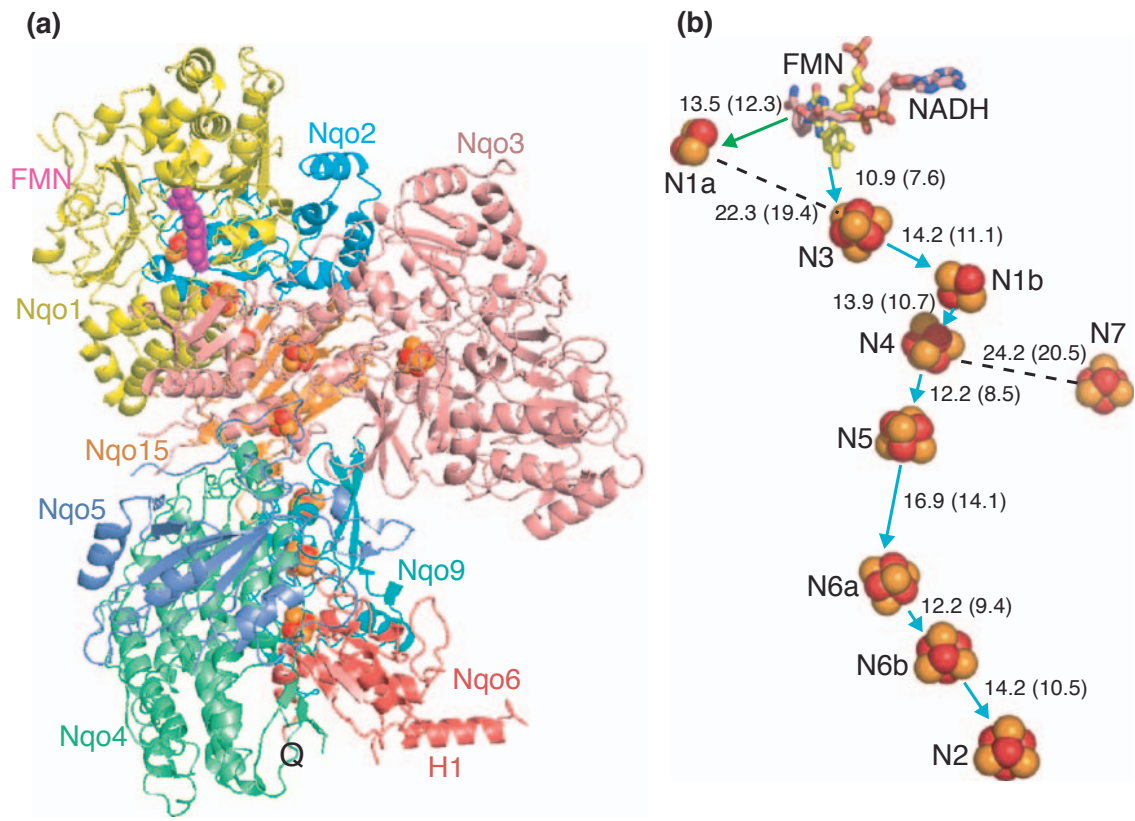 (a)
Nqo2
Nqo3
FMN
Nqo1
Nqo15
Nqo5
Nqo9
Nqo6
Nqo4
Q
H1
(b)
FMN
13.5 (12.3)
NADH
N1a
10.9 (7.6)
22.3 (19.4)
14.2 (11.1)
N3
N1b
13.9 (10.7)
N7
N4
24.2 (20.5)
12.2 (8.5)
N5
16.9 (14.1)
N6a
12.2 (9.4)
N6b
14.2 (10.5)
N2